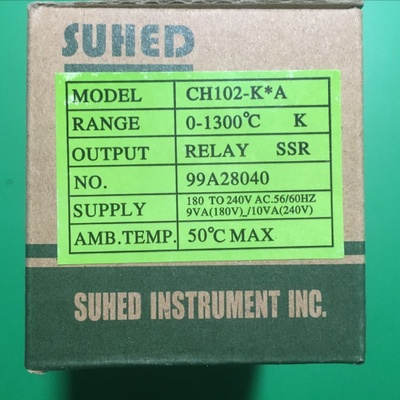 SUHED
MODEL CH102-K*A
RANGE 0-1300℃ K
OUTPUT RELAY SSR
NO. 99A28040
SUPPLY 180 TO 240V AC.56/60HZ
9VA(180V)_/10VA(240V)
AMB.TEMP. 50℃ MAX
SUHED INSTRUMENT INC.